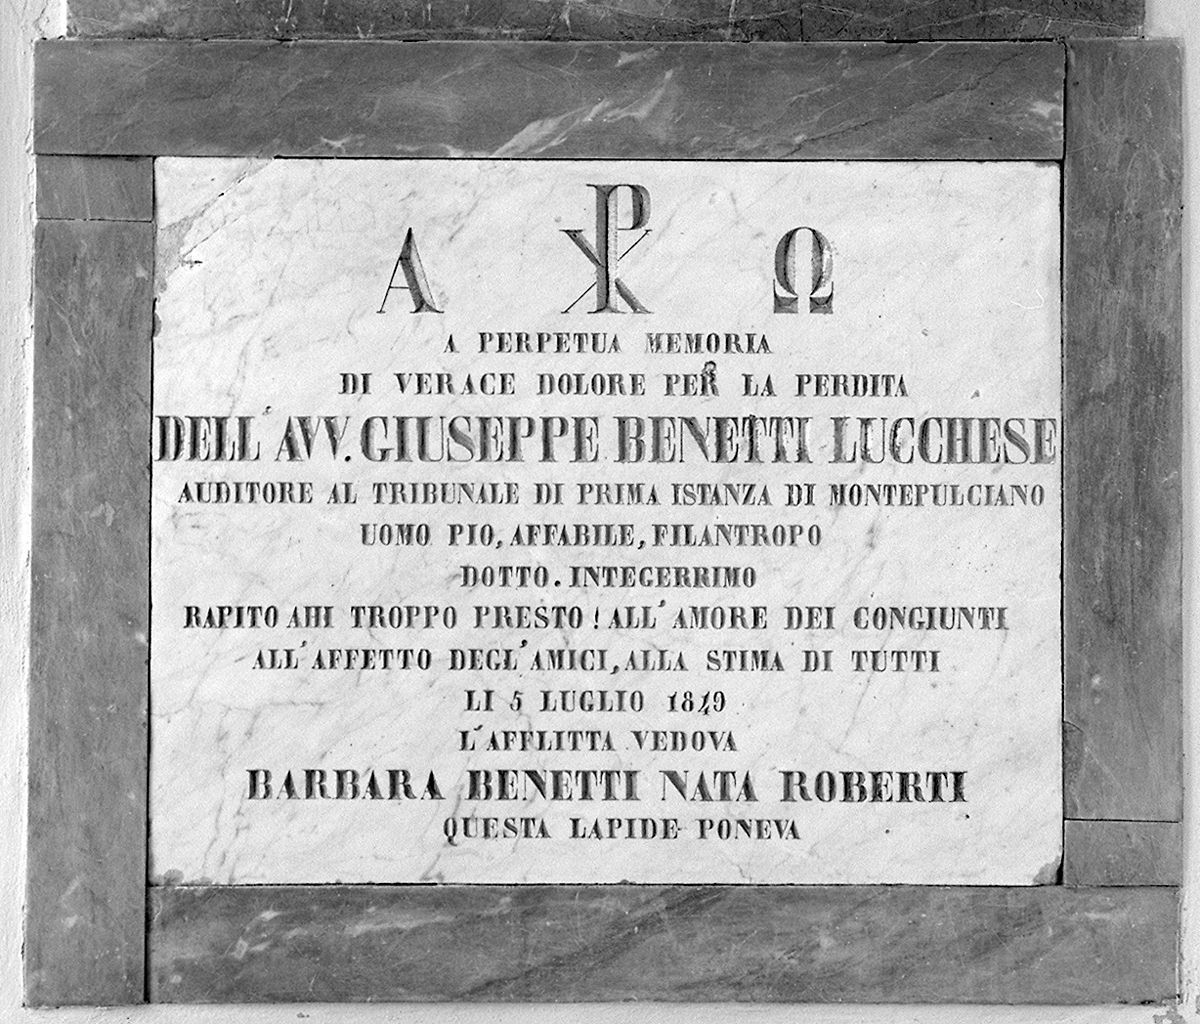 Α ☧ Ω
A PERPETUA MEMORIA
DI VERACE DOLORE PER LA PERDITA
DELL' AVV. GIUSEPPE BENETTI LUCCHESE
AUDITORE AL TRIBUNALE DI PRIMA ISTANZA DI MONTEPULCIANO
UOMO PIO, AFFABILE, FILANTROPO
DOTTO. INTEGERRIMO
RAPITO AHI TROPPO PRESTO! ALL' AMORE DEI CONGIUNTI
ALL' AFFETTO DEGL' AMICI, ALLA STIMA DI TUTTI
LI 5 LUGLIO 1849
L' AFFLITTA VEDOVA
BARBARA BENETTI NATA ROBERTI
QUESTA LAPIDE PONEVA